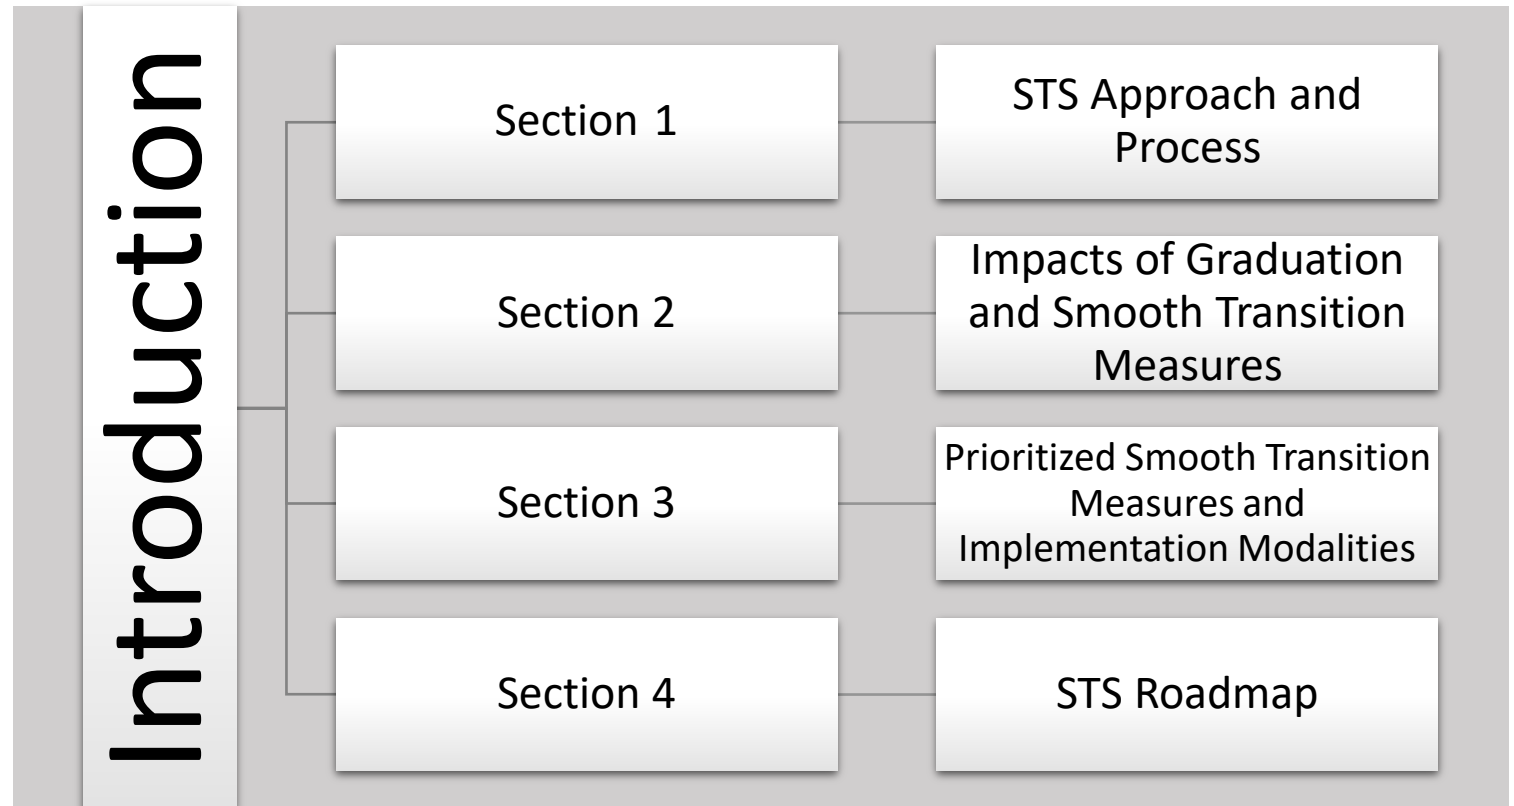 Introduction
Section 1
STS Approach and
Process
Section 2
Impacts of Graduation
and Smooth Transition
Measures
Section 3
Prioritized Smooth Transition
Measures and
Implementation Modalities
Section 4
STS Roadmap